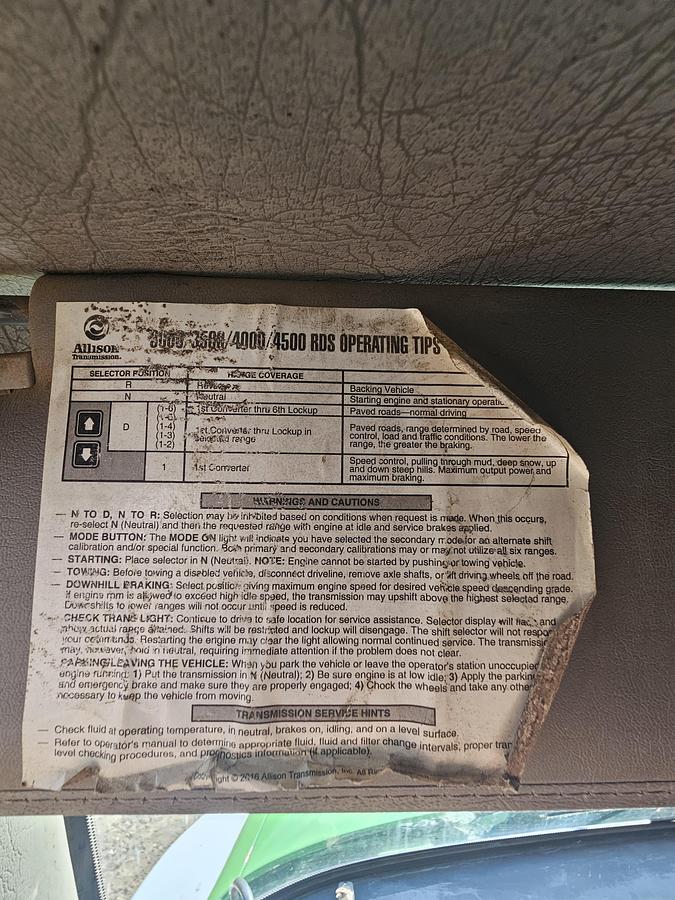 Allison
Transmission.
3000/3500/4000/4500 RDS OPERATING TIPS
SELECTOR POSITION RANGE COVERAGE
R Reverse Backing Vehicle
N Neutral Starting engine and stationary
(1-6) 1st Converter thru 6th Lockup Paved roads—normal driving
D (1-4) (1-3) (1-2) 1st Converter thru Lockup in selected range Paved roads, range determined by road, speed
control, load and traffic conditions. The lower the
range, the greater the braking.
1 1st Converter Speed control, pulling through mud, deep snow, up
and down steep hills. Maximum output power and
maximum braking.
WARNINGS AND CAUTIONS
— N TO D, N TO R: Selection may be inhibited based on conditions when request is made. When this occurs,
re-select N (Neutral) and then the requested range with engine at idle and service brakes applied.
— MODE BUTTON: The MODE ON light will indicate you have selected the secondary mode for an alternate shift
calibration and/or special function. Both primary and secondary calibrations may or may not utilize all six ranges.
— STARTING: Place selector in N (Neutral). NOTE: Engine cannot be started by pushing or towing vehicle.
— TOWING: Before towing a disabled vehicle, disconnect driveline, remove axle shafts, or lift driving wheels off the road.
— DOWNHILL BRAKING: Select position giving maximum engine speed for desired vehicle speed descending grade.
If engine rpm is allowed to exceed high idle speed, the transmission may upshift above the highest selected range.
Downshifts to lower ranges will not occur until speed is reduced.
CHECK TRANS LIGHT: Continue to drive to safe location for service assistance. Selector display will flash and
show actual range attained. Shifts will be restricted and lockup will disengage. The shift selector will not
your commands. Restarting the engine may clear the light allowing normal continued service. The
may, however, hold in neutral, requiring immediate attention if the problem does not clear.
PARKING/LEAVING THE VEHICLE: When you park the vehicle or leave the operator's station
engine running: 1) Put the transmission in N (Neutral); 2) Be sure engine is at low idle; 3) Apply the
and emergency brake and make sure they are properly engaged; 4) Chock the wheels and take any other
necessary to keep the vehicle from moving.
TRANSMISSION SERVICE HINTS
— Check fluid at operating temperature, in neutral, brakes on, idling, and on a level surface.
— Refer to operator's manual to determine appropriate fluid, fluid and filter change intervals, proper
level checking procedures, and prognostics information (if applicable).
Copyright © 2016 Allison Transmission, Inc. All